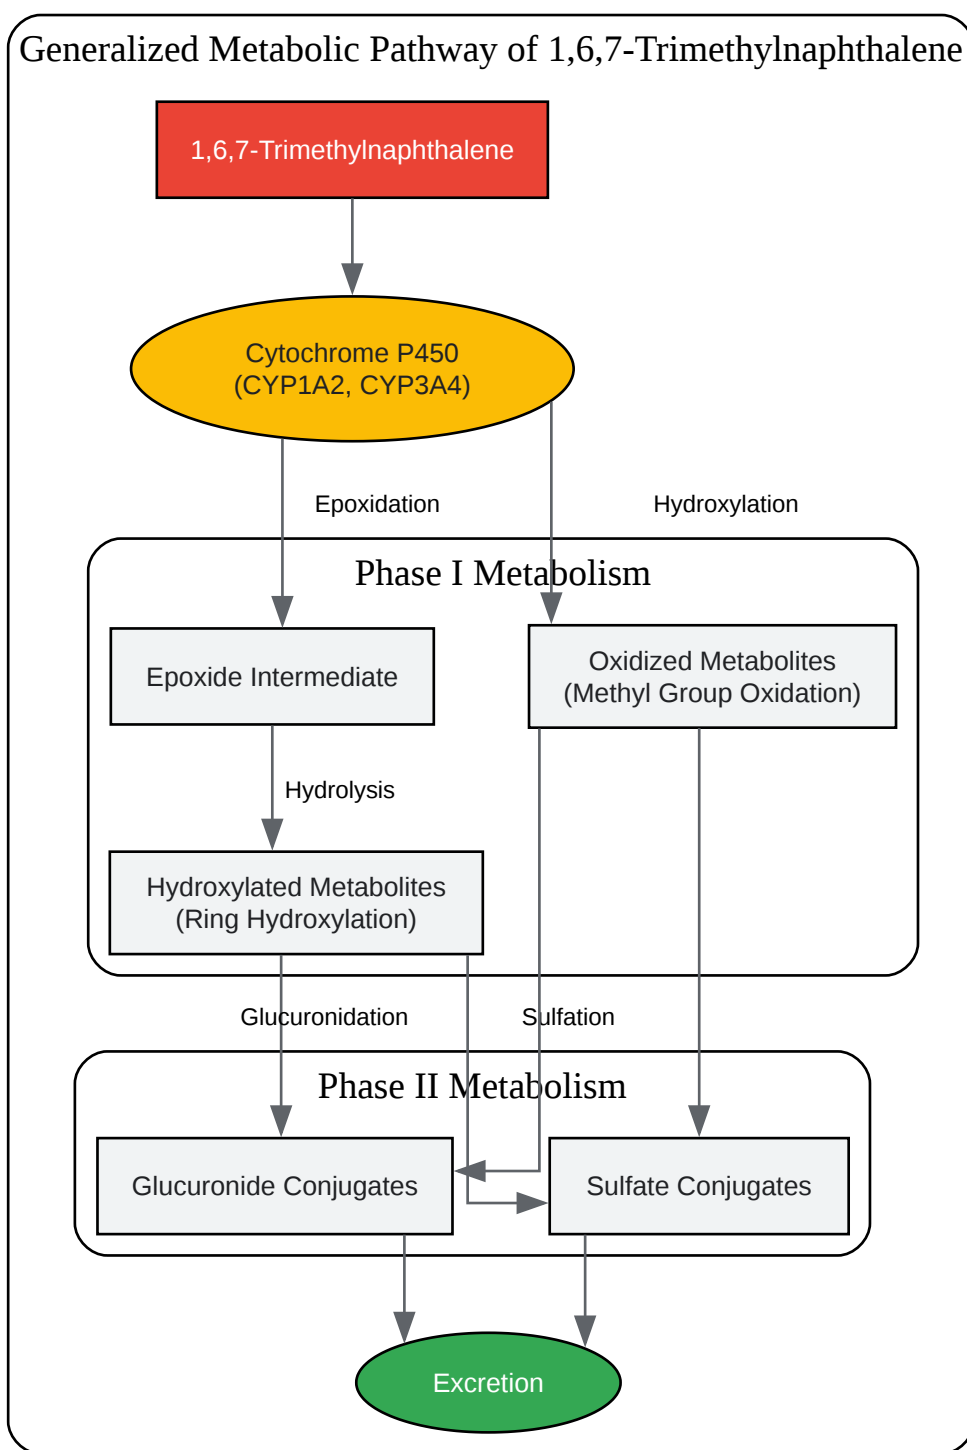 Generalized Metabolic Pathway of 1,6,7-Trimethylnaphthalene
1,6,7-Trimethylnaphthalene
Cytochrome P450
(CYP1A2, CYP3A4)
Epoxidation
Hydroxylation
Phase I Metabolism
Epoxide Intermediate
Oxidized Metabolites
(Methyl Group Oxidation)
Hydrolysis
Hydroxylated Metabolites
(Ring Hydroxylation)
Glucuronidation
Sulfation
Phase II Metabolism
Glucuronide Conjugates
Sulfate Conjugates
Excretion